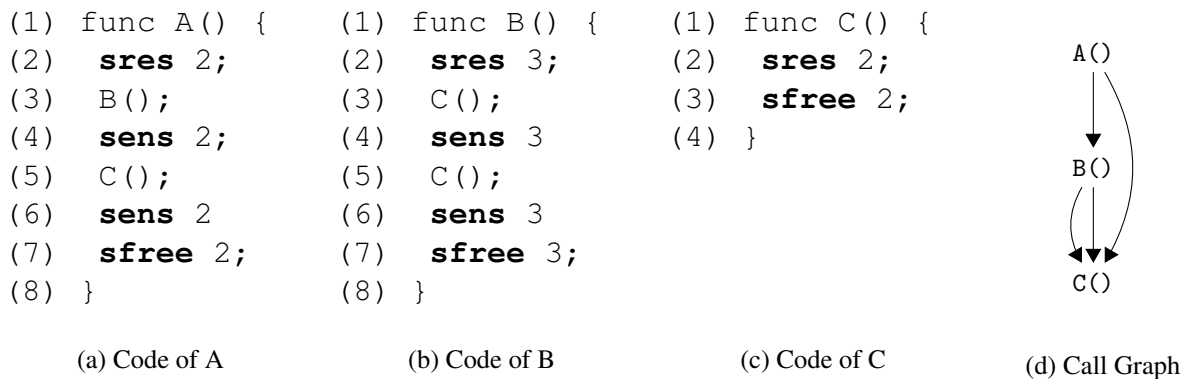 (1) func A() {
(2) sres 2;
(3) B();
(4) sens 2;
(5) C();
(6) sens 2
(7) sfree 2;
(8) }
(a) Code of A
(1) func B() {
(2) sres 3;
(3) C();
(4) sens 3
(5) C();
(6) sens 3
(7) sfree 3;
(8) }
(b) Code of B
(1) func C() {
(2) sres 2;
(3) sfree 2;
(4) }
(c) Code of C
A()
B()
C()
(d) Call Graph